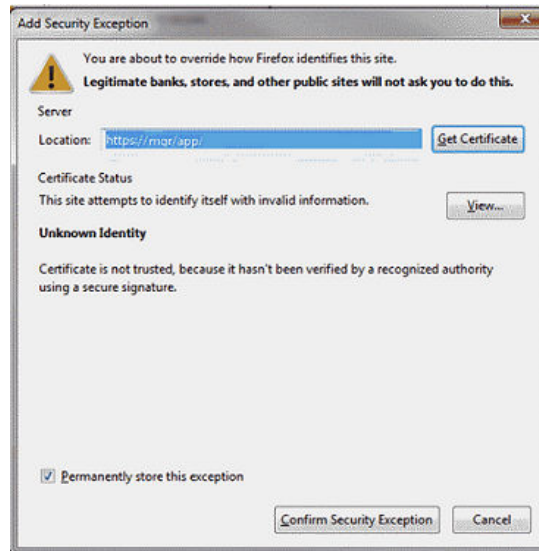 Add Security Exception
You are about to override how Firefox identifies this site.
Legitimate banks, stores, and other public sites will not ask you to do this.
Server
Location: https://mgr/app/ Get Certificate
Certificate Status
This site attempts to identify itself with invalid information. View...
Unknown Identity
Certificate is not trusted, because it hasn't been verified by a recognized authority
using a secure signature.
Permanently store this exception
Confirm Security Exception Cancel